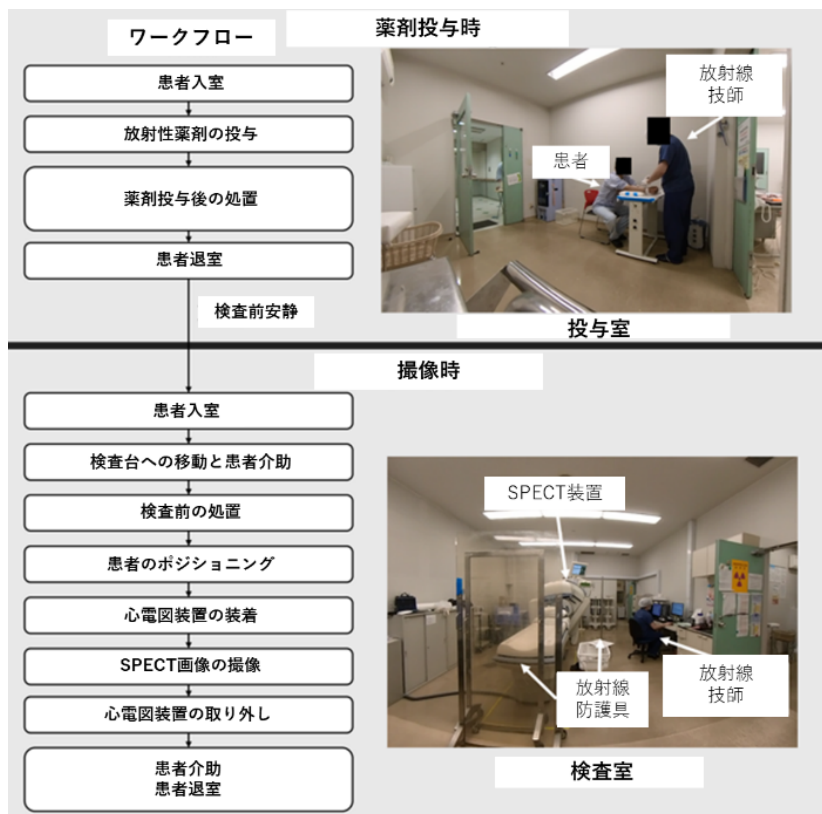 ワークフロー
薬剤投与時
患者入室
放射性薬剤の投与
薬剤投与後の処置
患者退室
検査前安静
放射線
技師
患者
投与室
撮像時
患者入室
検査台への移動と患者介助
検査前の処置
患者のポジショニング
心電図装置の装着
SPECT画像の撮像
心電図装置の取り外し
患者介助
患者退室
SPECT装置
放射線
防護具
放射線
技師
検査室